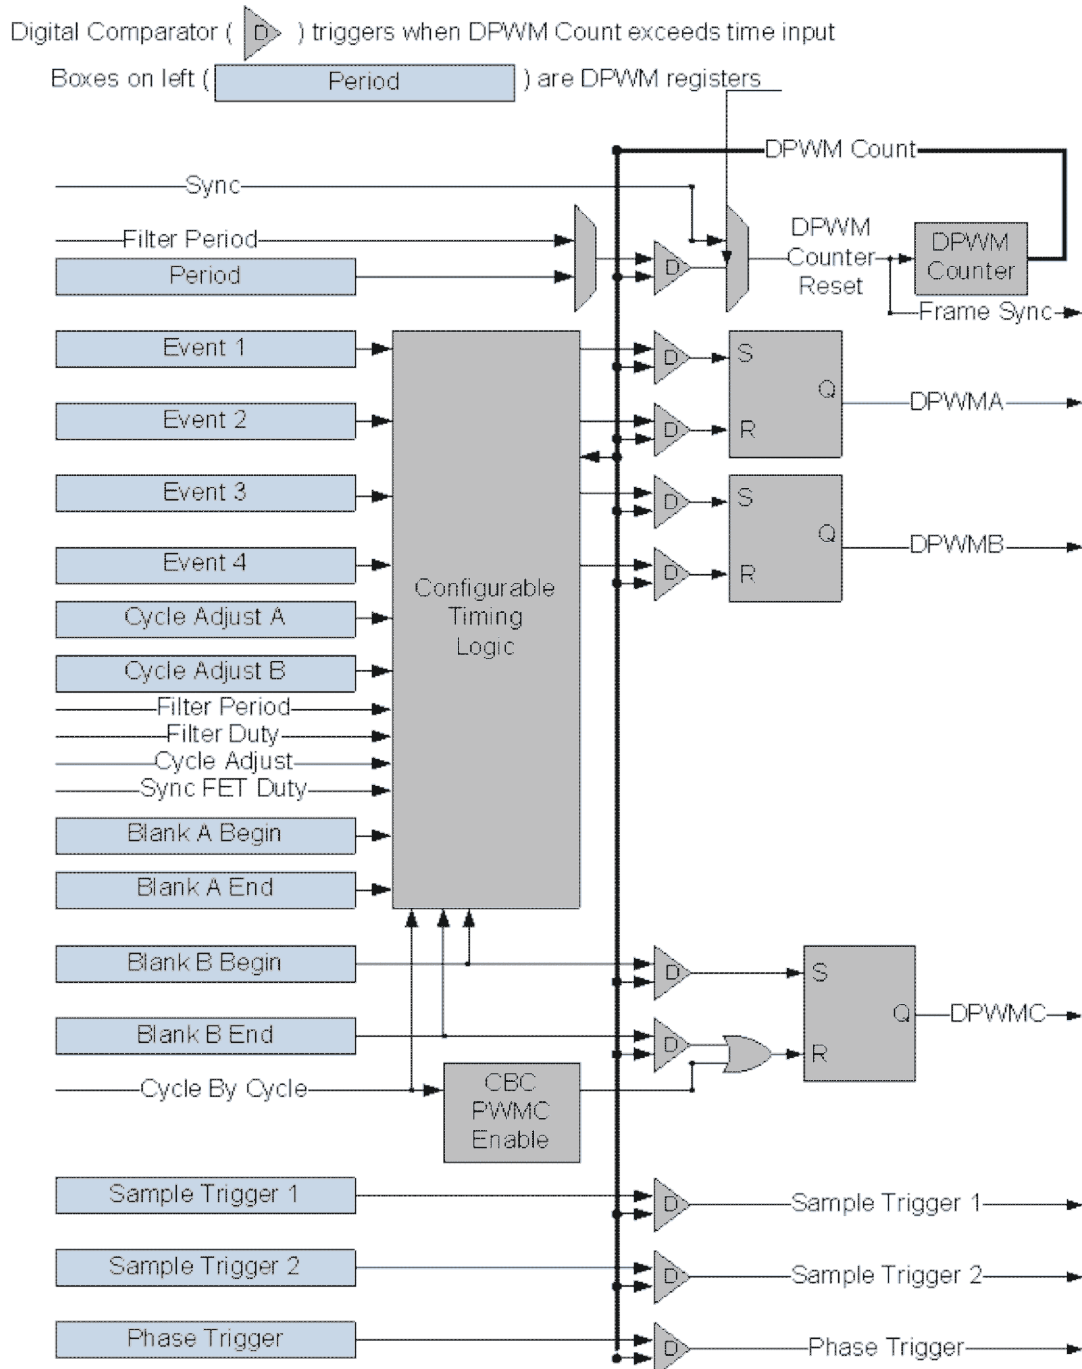 Digital Comparator ( D ) triggers when DPWM Count exceeds time input
Boxes on left ( Period ) are DPWM registers
DPWM Count
Sync
Filter Period
Period
D
DPWM
Counter
Reset
DPWM
Counter
Frame Sync
Event 1
D
S
Q
DPWMA
Event 2
D
R
Event 3
D
S
Q
DPWMB
Event 4
D
R
Configurable
Timing
Logic
Cycle Adjust A
Cycle Adjust B
Filter Period
Filter Duty
Cycle Adjust
Sync FET Duty
Blank A Begin
Blank A End
Blank B Begin
D
S
Q
DPWMC
Blank B End
D
R
Cycle By Cycle
CBC
PWMC
Enable
Sample Trigger 1
D
Sample Trigger 1
Sample Trigger 2
D
Sample Trigger 2
Phase Trigger
D
Phase Trigger